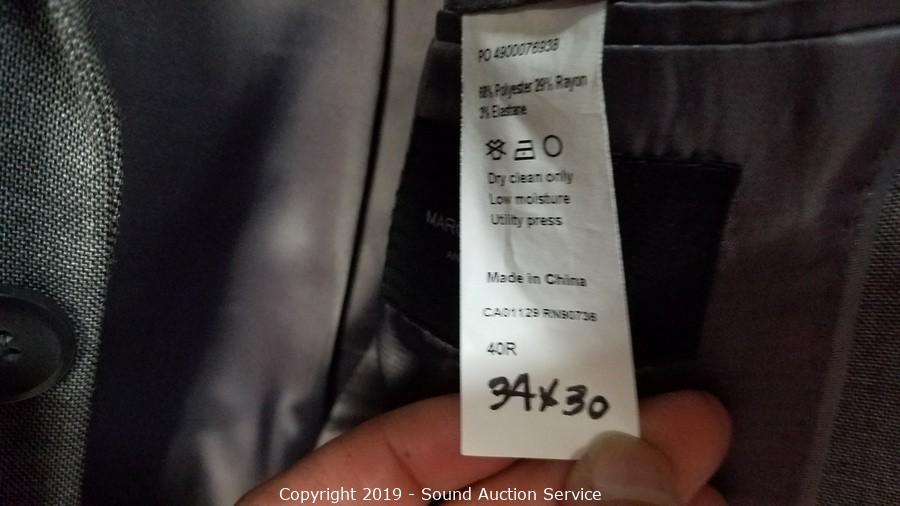 PO 4900076938
68% Polyester 29% Rayon
3% Elastane
Dry clean only
Low moisture
Utility press
Made in China
CA01129 RN90736
40R
34x30
MAR
Copyright 2019 - Sound Auction Service